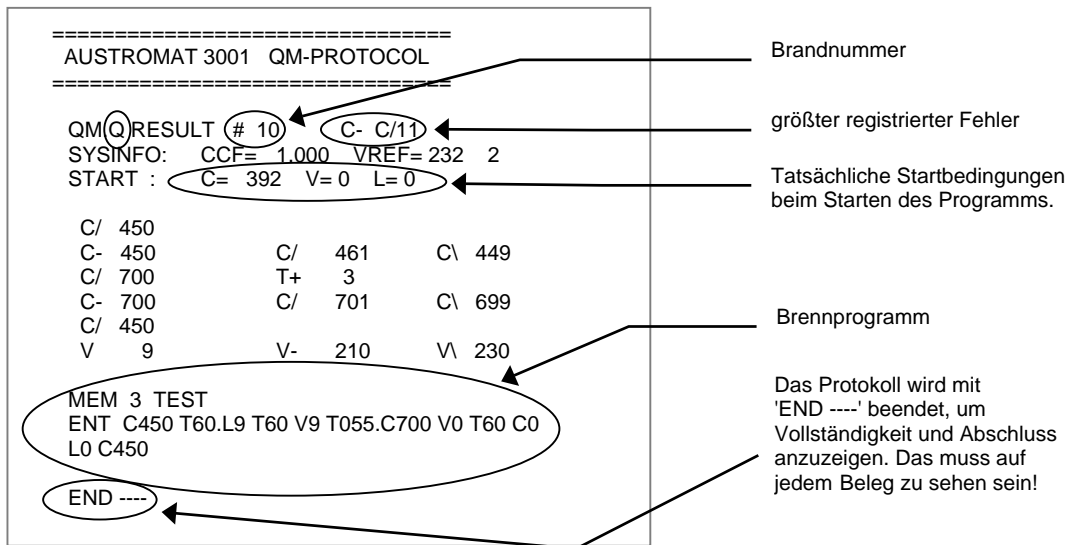 ===============================
AUSTROMAT 3001 QM-PROTOCOL
===============================
QM Q RESULT # 10 C- C/11
SYSINFO: CCF= 1.000 VREF= 232 2
START : C= 392 V= 0 L= 0
C/ 450
C- 450 C/ 461 C\ 449
C/ 700 T+ 3
C- 700 C/ 701 C\ 699
C/ 450
V 9 V- 210 V\ 230
MEM 3 TEST
ENT C450 T60.L9 T60 V9 T055.C700 V0 T60 C0
L0 C450
END ----
Brandnummer
größter registrierter Fehler
Tatsächliche Startbedingungen
beim Starten des Programms.
Brennprogramm
Das Protokoll wird mit
'END ----' beendet, um
Vollständigkeit und Abschluss
anzuzeigen. Das muss auf
jedem Beleg zu sehen sein!